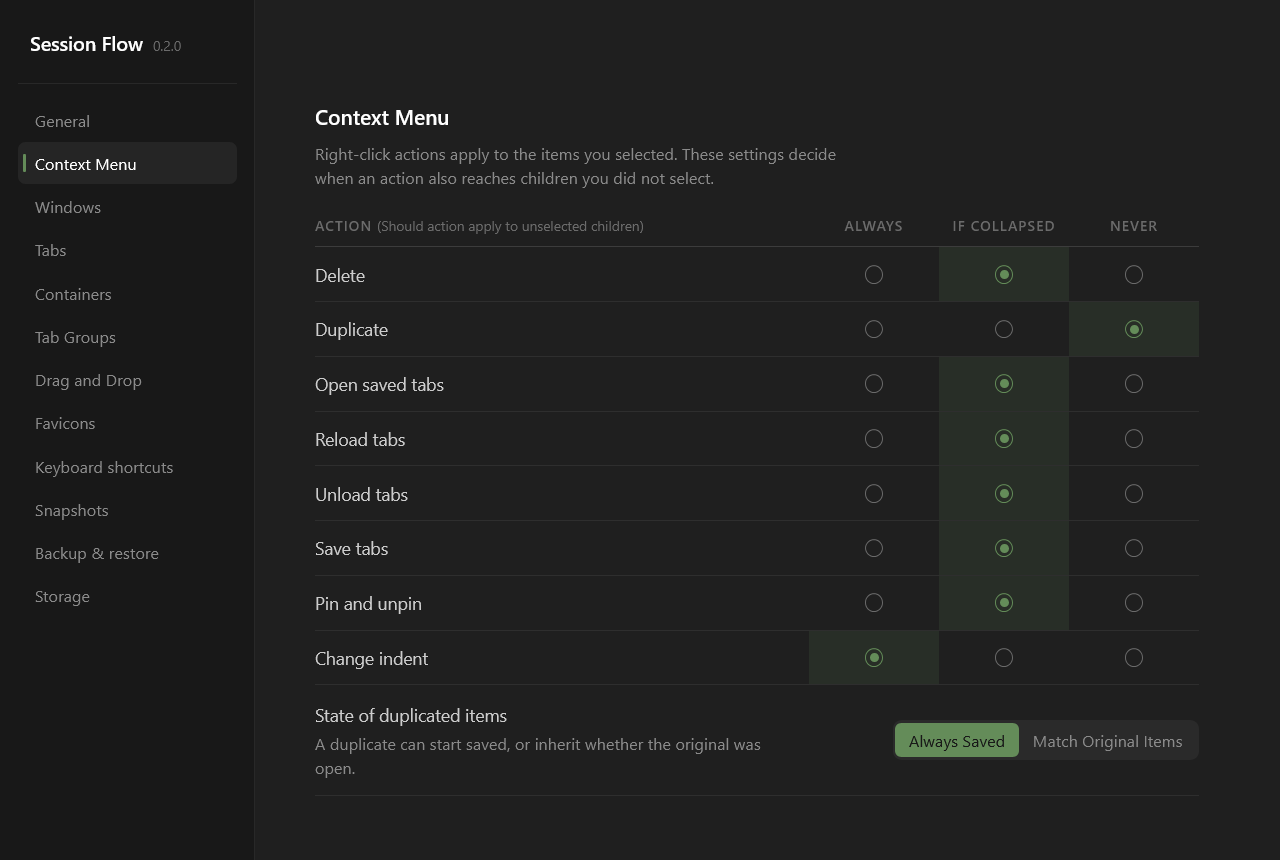 Session Flow 0.2.0
General
Context Menu
Windows
Tabs
Containers
Tab Groups
Drag and Drop
Favicons
Keyboard shortcuts
Snapshots
Backup & restore
Storage
Context Menu
Right-click actions apply to the items you selected. These settings decide
when an action also reaches children you did not select.
ACTION (Should action apply to unselected children) ALWAYS IF COLLAPSED NEVER
Delete
Duplicate
Open saved tabs
Reload tabs
Unload tabs
Save tabs
Pin and unpin
Change indent
State of duplicated items
A duplicate can start saved, or inherit whether the original was
open.
Always Saved Match Original Items